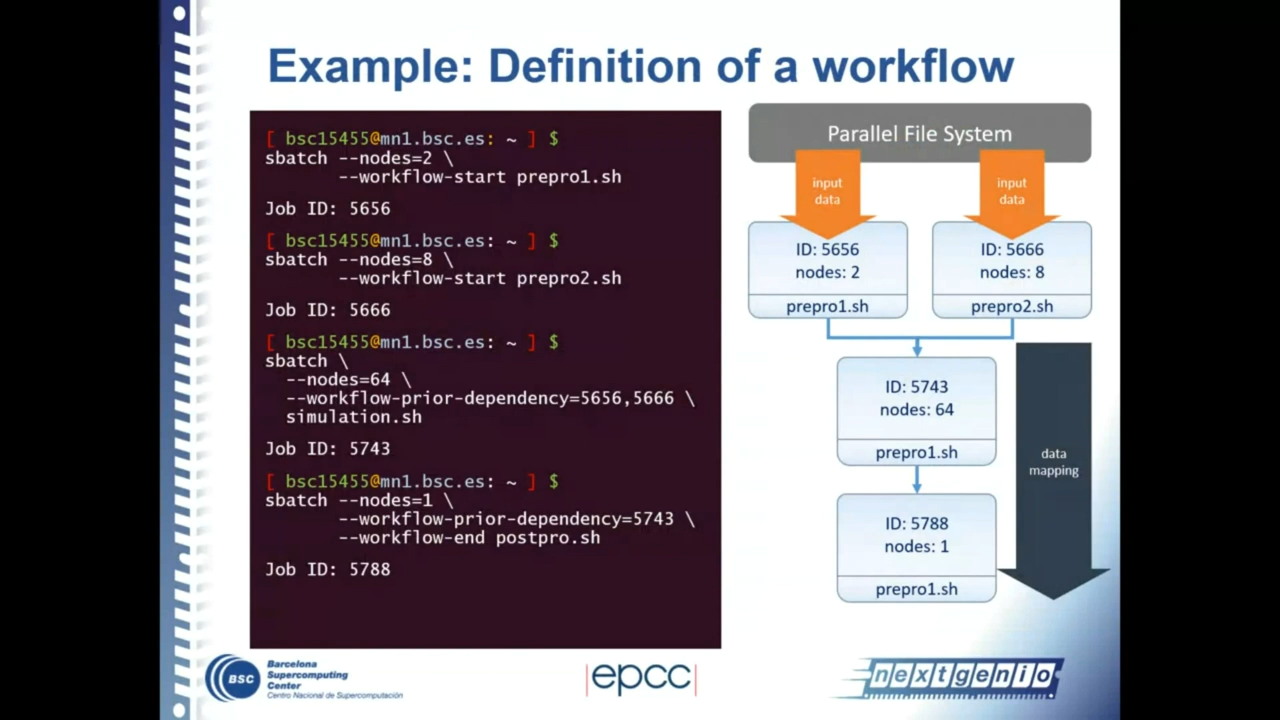 Example: Definition of a workflow
[ bsc15455@mn1.bsc.es: ~ ] $
sbatch --nodes=2 \
--workflow-start prepro1.sh
Job ID: 5656
[ bsc15455@mn1.bsc.es: ~ ] $
sbatch --nodes=8 \
--workflow-start prepro2.sh
Job ID: 5666
[ bsc15455@mn1.bsc.es: ~ ] $
sbatch \
--nodes=64 \
--workflow-prior-dependency=5656,5666 \
simulation.sh
Job ID: 5743
[ bsc15455@mn1.bsc.es: ~ ] $
sbatch --nodes=1 \
--workflow-prior-dependency=5743 \
--workflow-end postpro.sh
Job ID: 5788
Parallel File System
input
data
input
data
ID: 5656
nodes: 2
prepro1.sh
ID: 5666
nodes: 8
prepro2.sh
ID: 5743
nodes: 64
prepro1.sh
data
mapping
ID: 5788
nodes: 1
prepro1.sh
BSC
Barcelona
Supercomputing
Center
Centro Nacional de Supercomputación
epcc
nextgenio